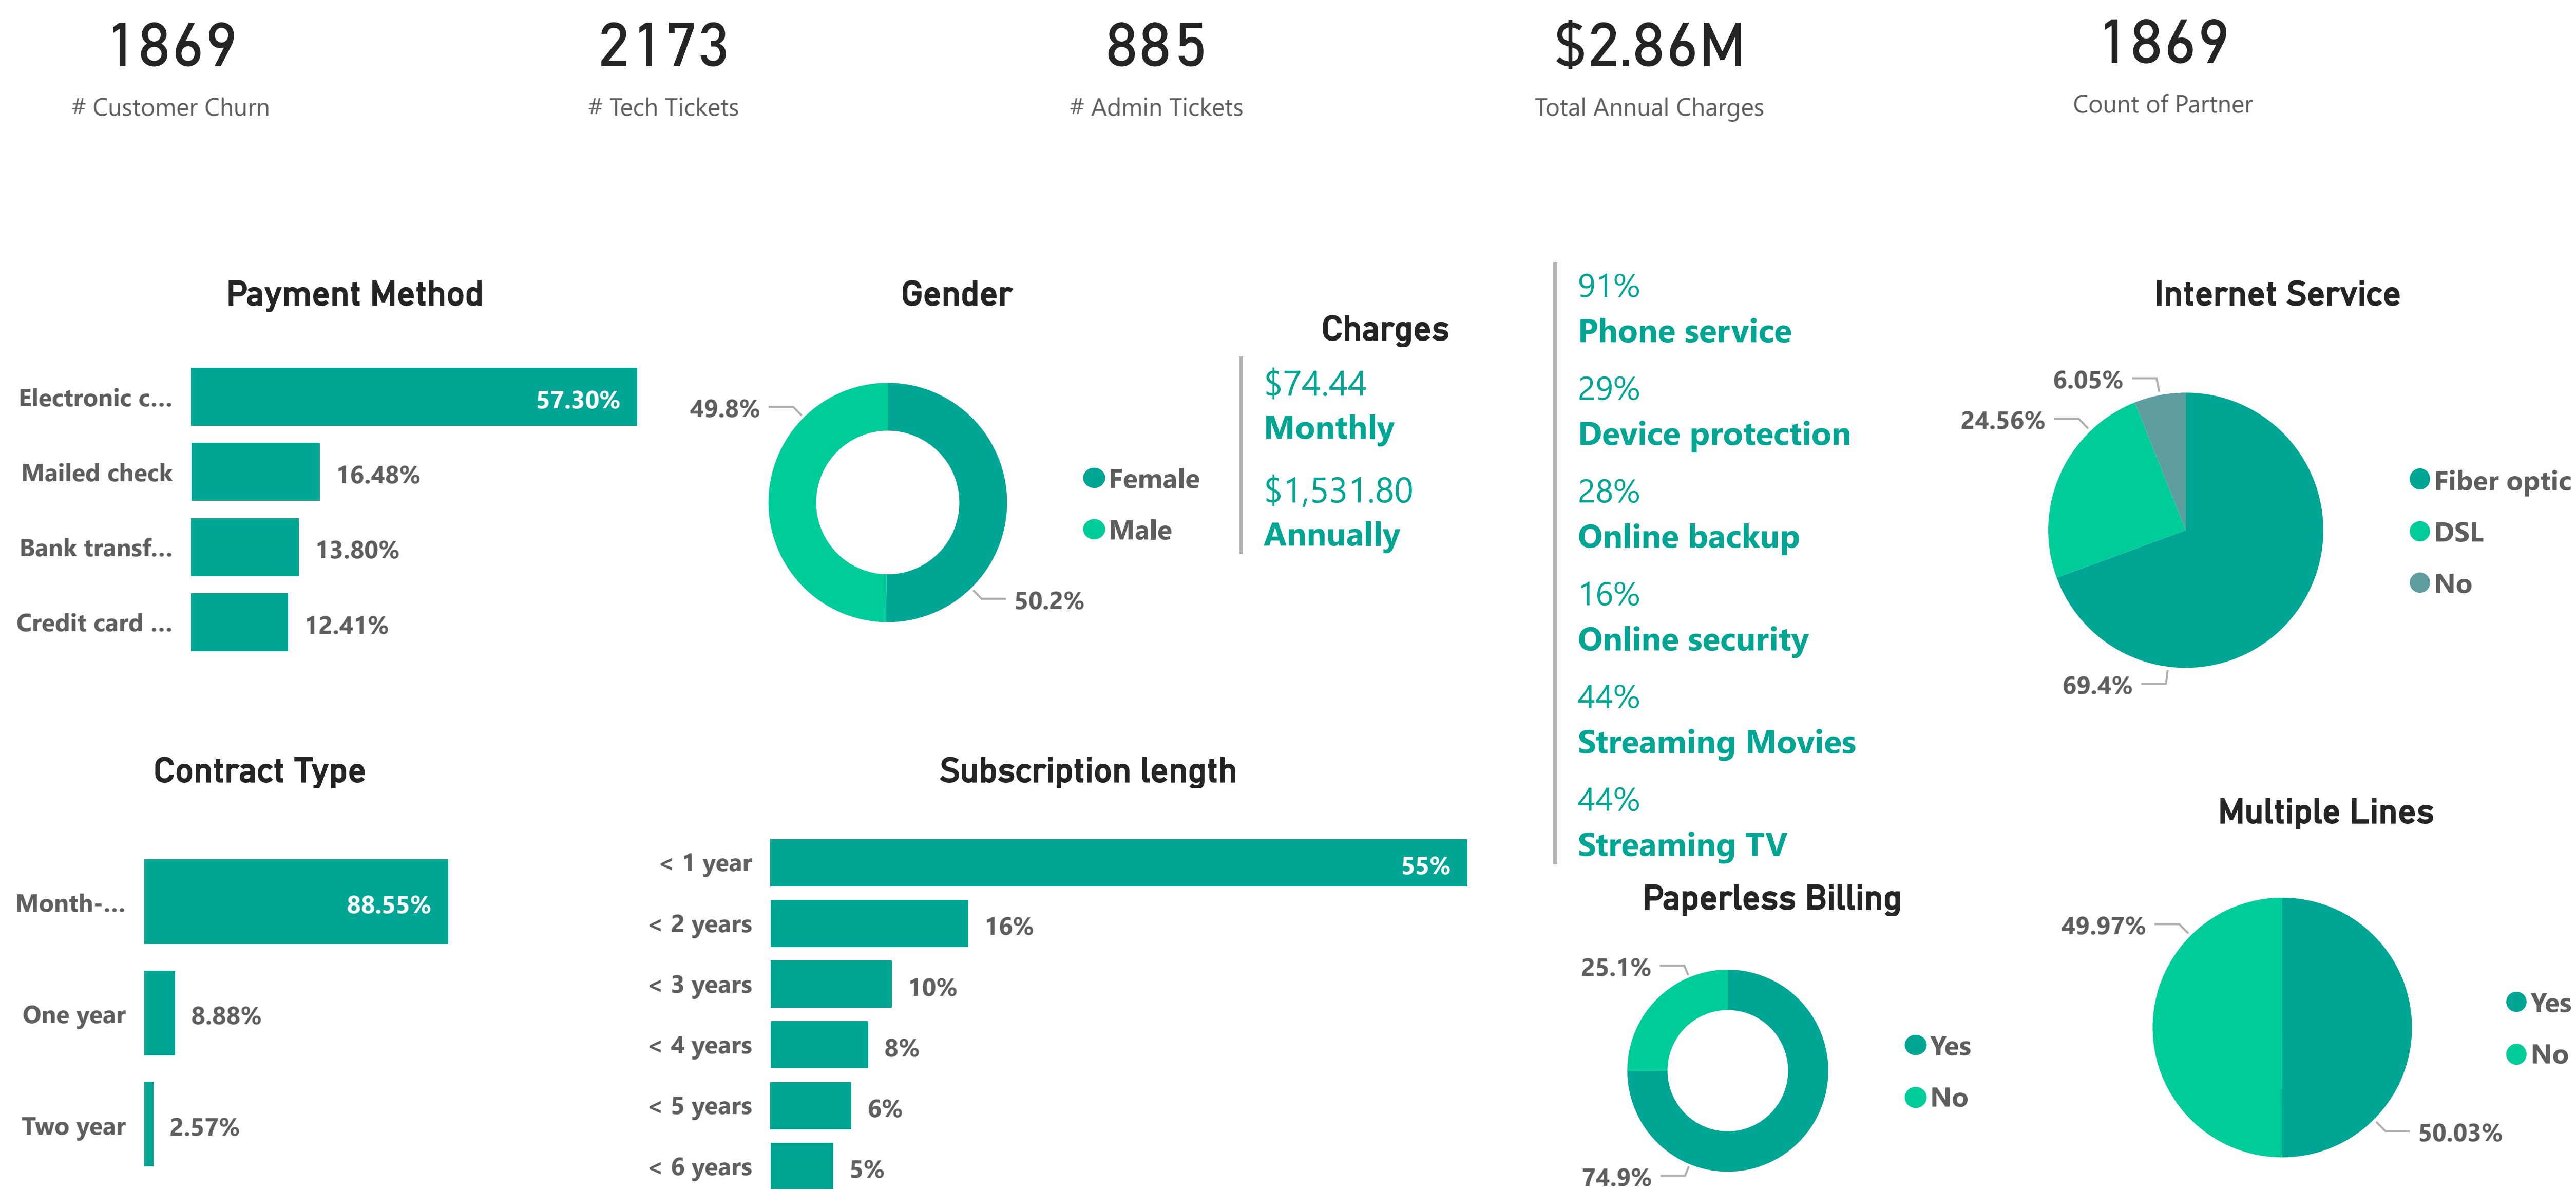 1869
# Customer Churn
2173
# Tech Tickets
885
# Admin Tickets
$2.86M
Total Annual Charges
1869
Count of Partner
Payment Method
Electronic c...
57.30%
Mailed check
16.48%
Bank transf...
13.80%
Credit card ...
12.41%
Gender
49.8%
50.2%
Female
Male
Charges
$74.44
Monthly
$1,531.80
Annually
91%
Phone service
29%
Device protection
28%
Online backup
16%
Online security
44%
Streaming Movies
44%
Streaming TV
Internet Service
6.05%
24.56%
69.4%
Fiber optic
DSL
No
Contract Type
Month-...
88.55%
One year
8.88%
Two year
2.57%
Subscription length
< 1 year
55%
< 2 years
16%
< 3 years
10%
< 4 years
8%
< 5 years
6%
< 6 years
5%
Paperless Billing
25.1%
74.9%
Yes
No
Multiple Lines
49.97%
50.03%
Yes
No